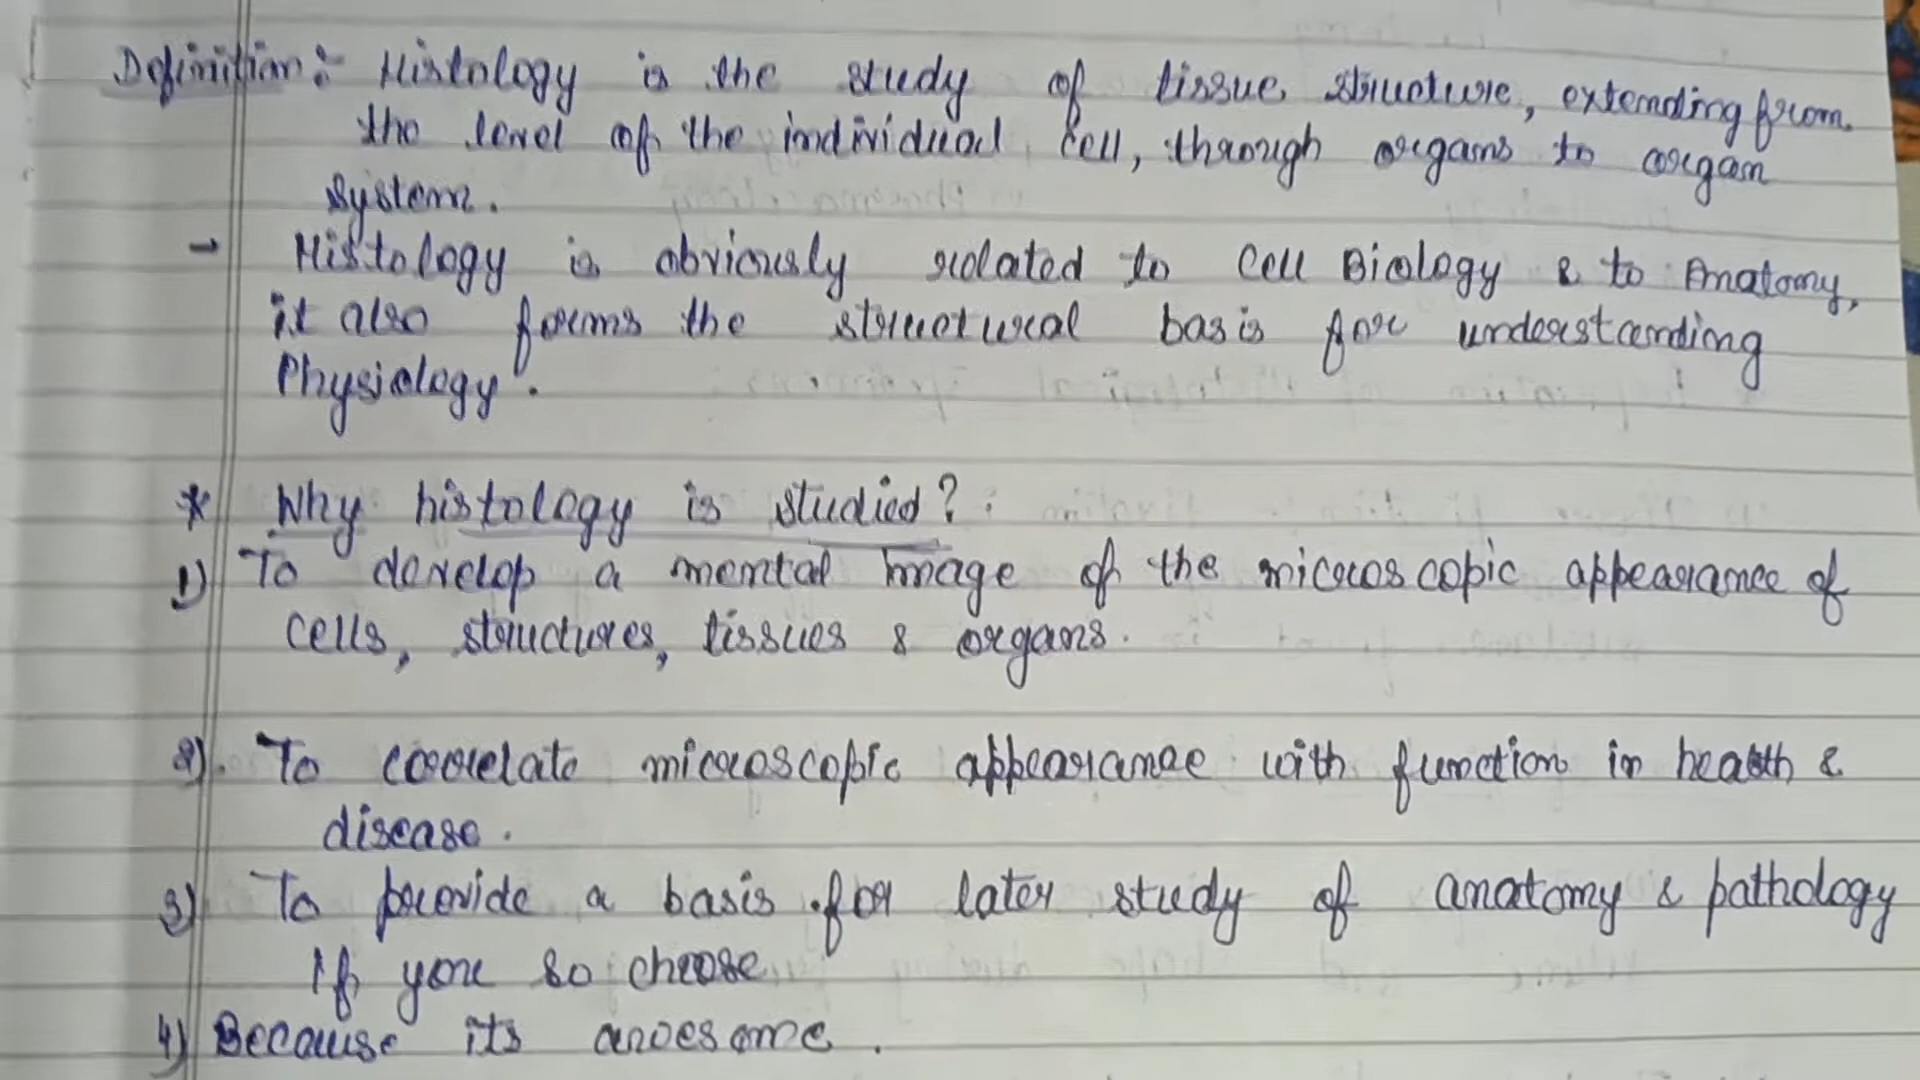 Definition :- Histology is the study of tissue structure, extending from
the level of the individual cell, through organs to organ
system.
- Histology is obviously related to Cell Biology & to Anatomy,
it also forms the structural basis for understanding
Physiology.
* Why histology is studied?
1) To develop a mental Image of the microscopic appearance of
cells, structures, tissues & organs.
2) To correlate microscopic appearance with function in health &
disease.
3) To provide a basis for later study of anatomy & pathology
If you so choose
4) Because its awesome.